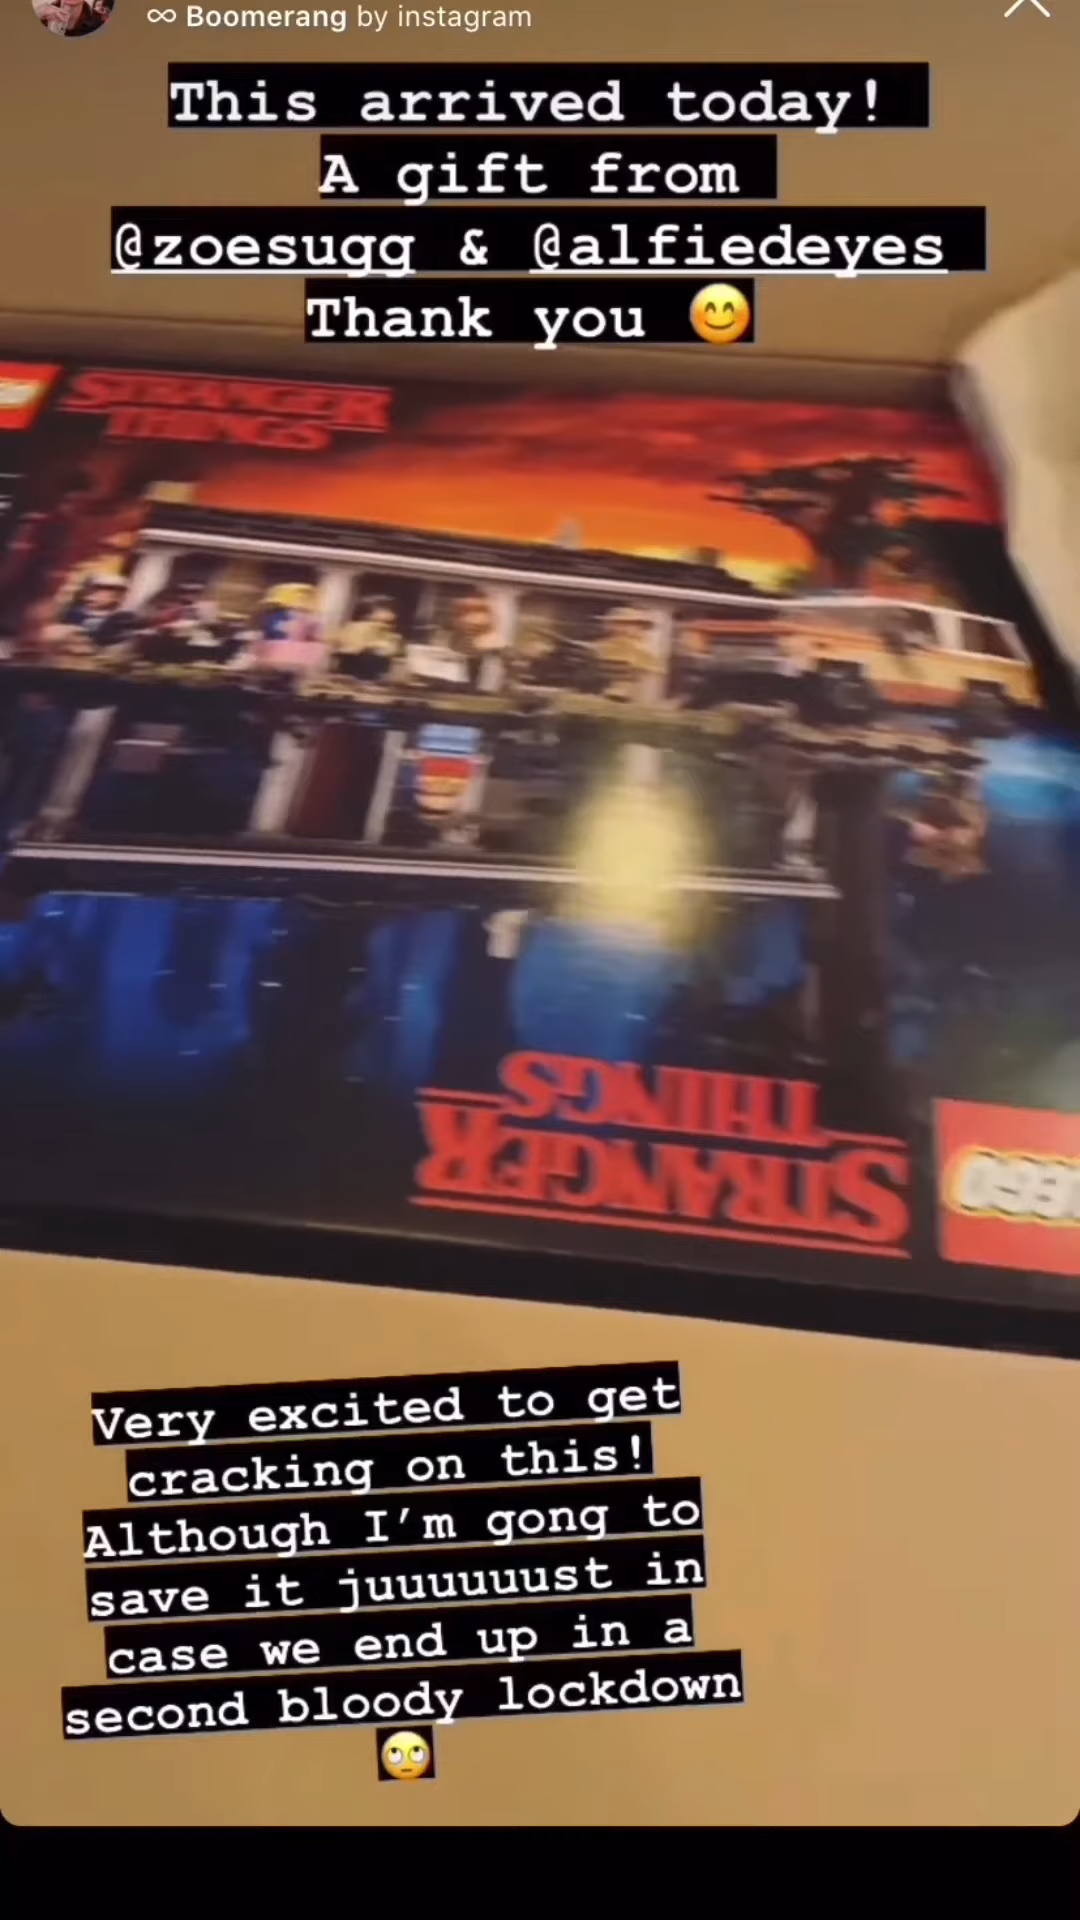 ∞ Boomerang by instagram
This arrived today!
A gift from
@zoesugg & @alfiedeyes
Thank you 😊
STRANGER
THINGS
STRANGER
THINGS
LEGO
Very excited to get
cracking on this!
Although I’m gong to
save it juuuuuust in
case we end up in a
second bloody lockdown
🙄